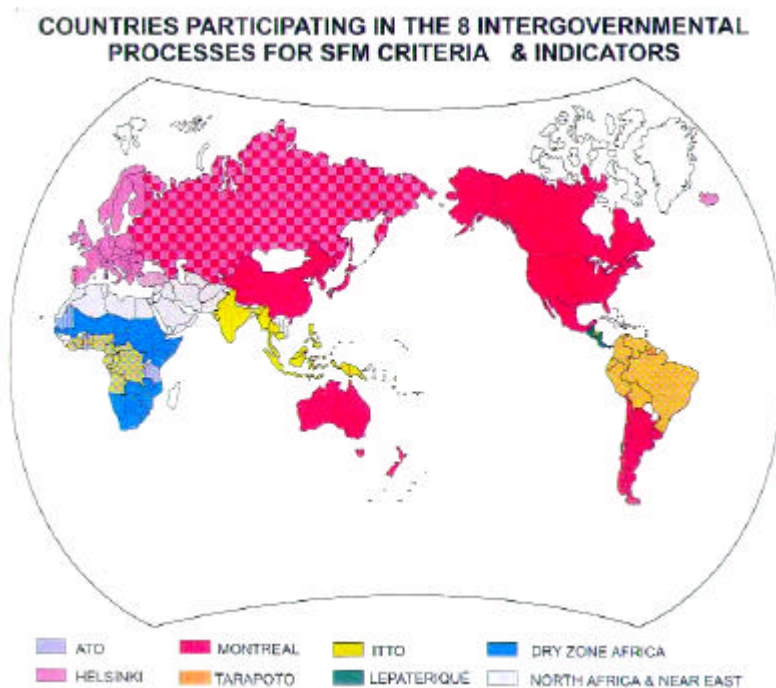 COUNTRIES PARTICIPATING IN THE 8 INTERGOVERNMENTAL
PROCESSES FOR SFM CRITERIA & INDICATORS
ATO
MONTREAL
ITTO
DRY ZONE AFRICA
HELSINKI
TARAPOTO
LEPATERIQUE
NORTH AFRICA & NEAR EAST